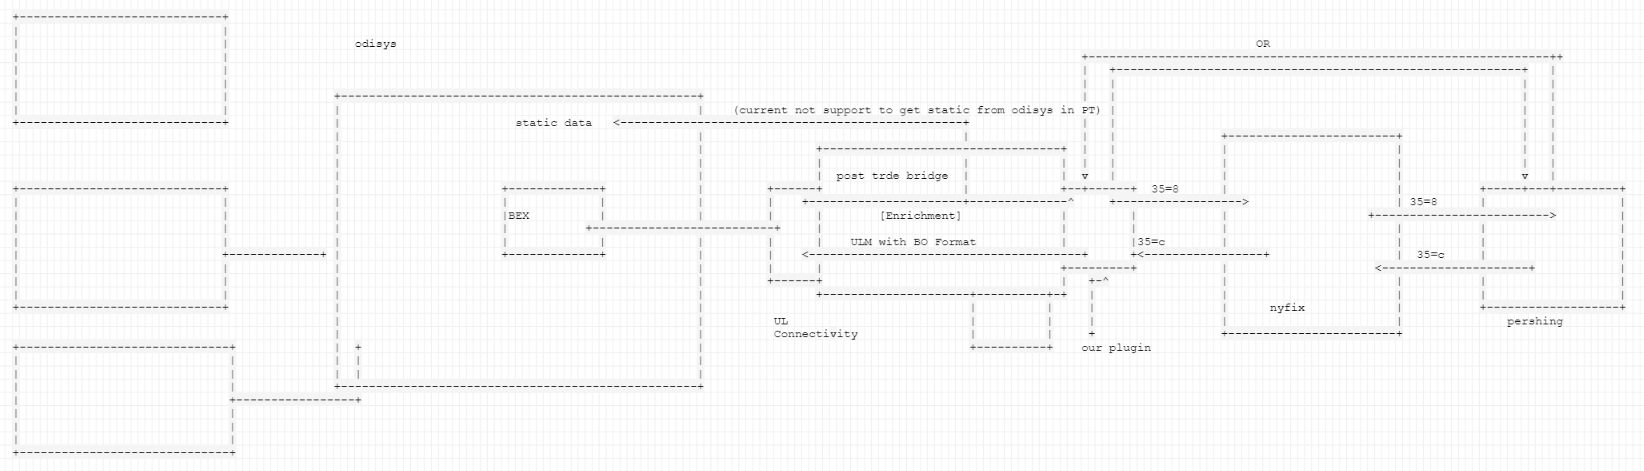 odisys
OR
(current not support to get static from odisys in PT)
static data
post trde bridge
35=8
35=8
BEX
[Enrichment]
ULM with BO Format
35=c
35=c
nyfix
UL
Connectivity
pershing
our plugin